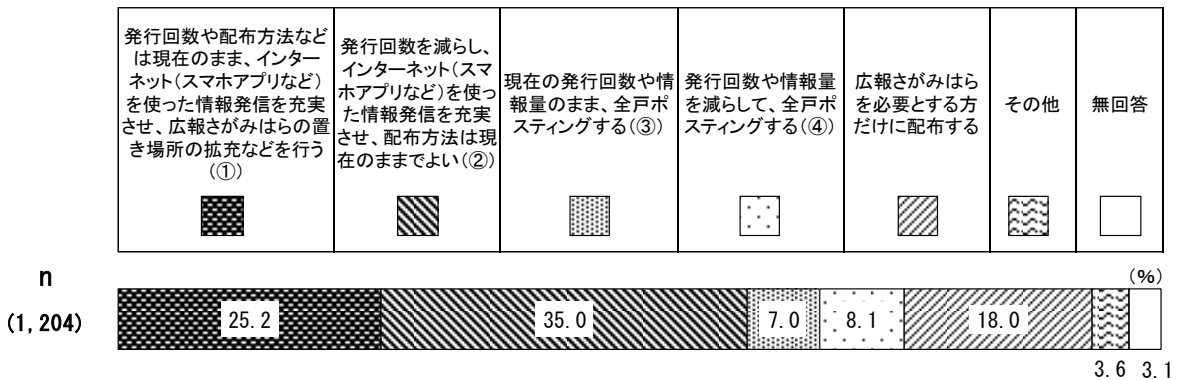 発行回数や配布方法など
は現在のまま、インター
ネット(スマホアプリなど)
を使った情報発信を充実
させ、広報さがみはらの置
き場所の拡充などを行う
(①)
発行回数を減らし、
インターネット(スマ
ホアプリなど)を使っ
た情報発信を充実
させ、配布方法は現
在のままでよい(②)
現在の発行回数や情
報量のまま、全戸ポ
スティングする(③)
発行回数や情報量
を減らして、全戸ポ
スティングする(④)
広報さがみはら
を必要とする方
だけに配布する
その他
無回答
n
(%)
(1,204)
25.2
35.0
7.0
8.1
18.0
3.6
3.1